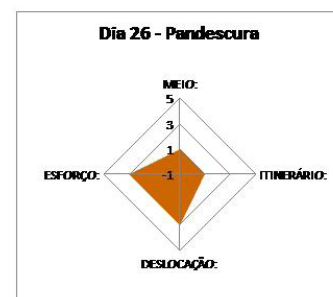 Dia 26 - Pandescura
MEIO:
5
3
1
-1
ESFORÇO:
ITINERÁRIO:
DESLOCAÇÃO: